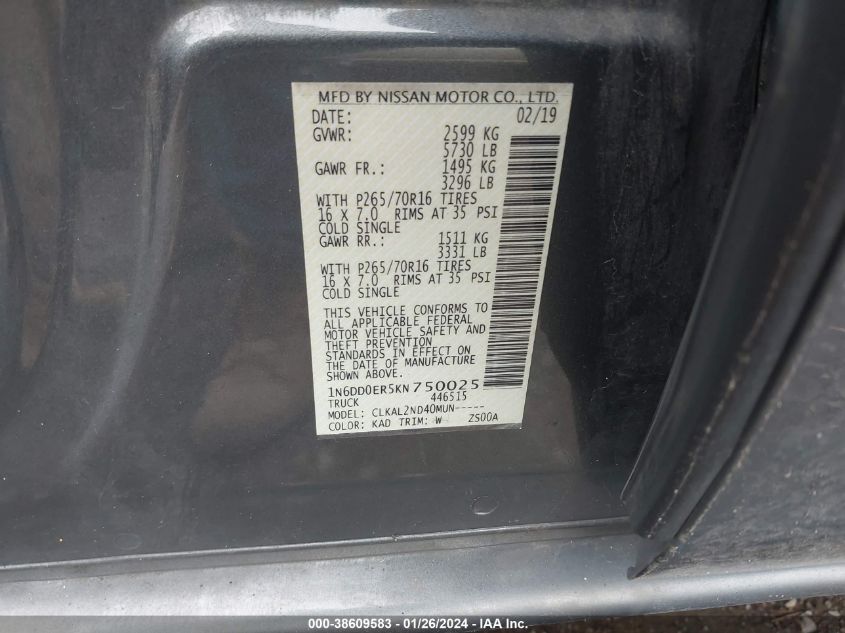 MFD BY NISSAN MOTOR CO., LTD.
DATE: 02/19
GVWR: 2599 KG
5730 LB
GAWR FR.: 1495 KG
3296 LB
WITH P265/70R16 TIRES
16 X 7.0 RIMS AT 35 PSI
COLD SINGLE
GAWR RR.: 1511 KG
3331 LB
WITH P265/70R16 TIRES
16 X 7.0 RIMS AT 35 PSI
COLD SINGLE
THIS VEHICLE CONFORMS TO
ALL APPLICABLE FEDERAL
MOTOR VEHICLE SAFETY AND
THEFT PREVENTION
STANDARDS IN EFFECT ON
THE DATE OF MANUFACTURE
SHOWN ABOVE.
1N6DD0ER5KN750025
TRUCK 446515
MODEL: CLKAL2ND40MUN-----
COLOR: KAD TRIM: W ZS00A
000-38609583 - 01/26/2024 - IAA Inc.